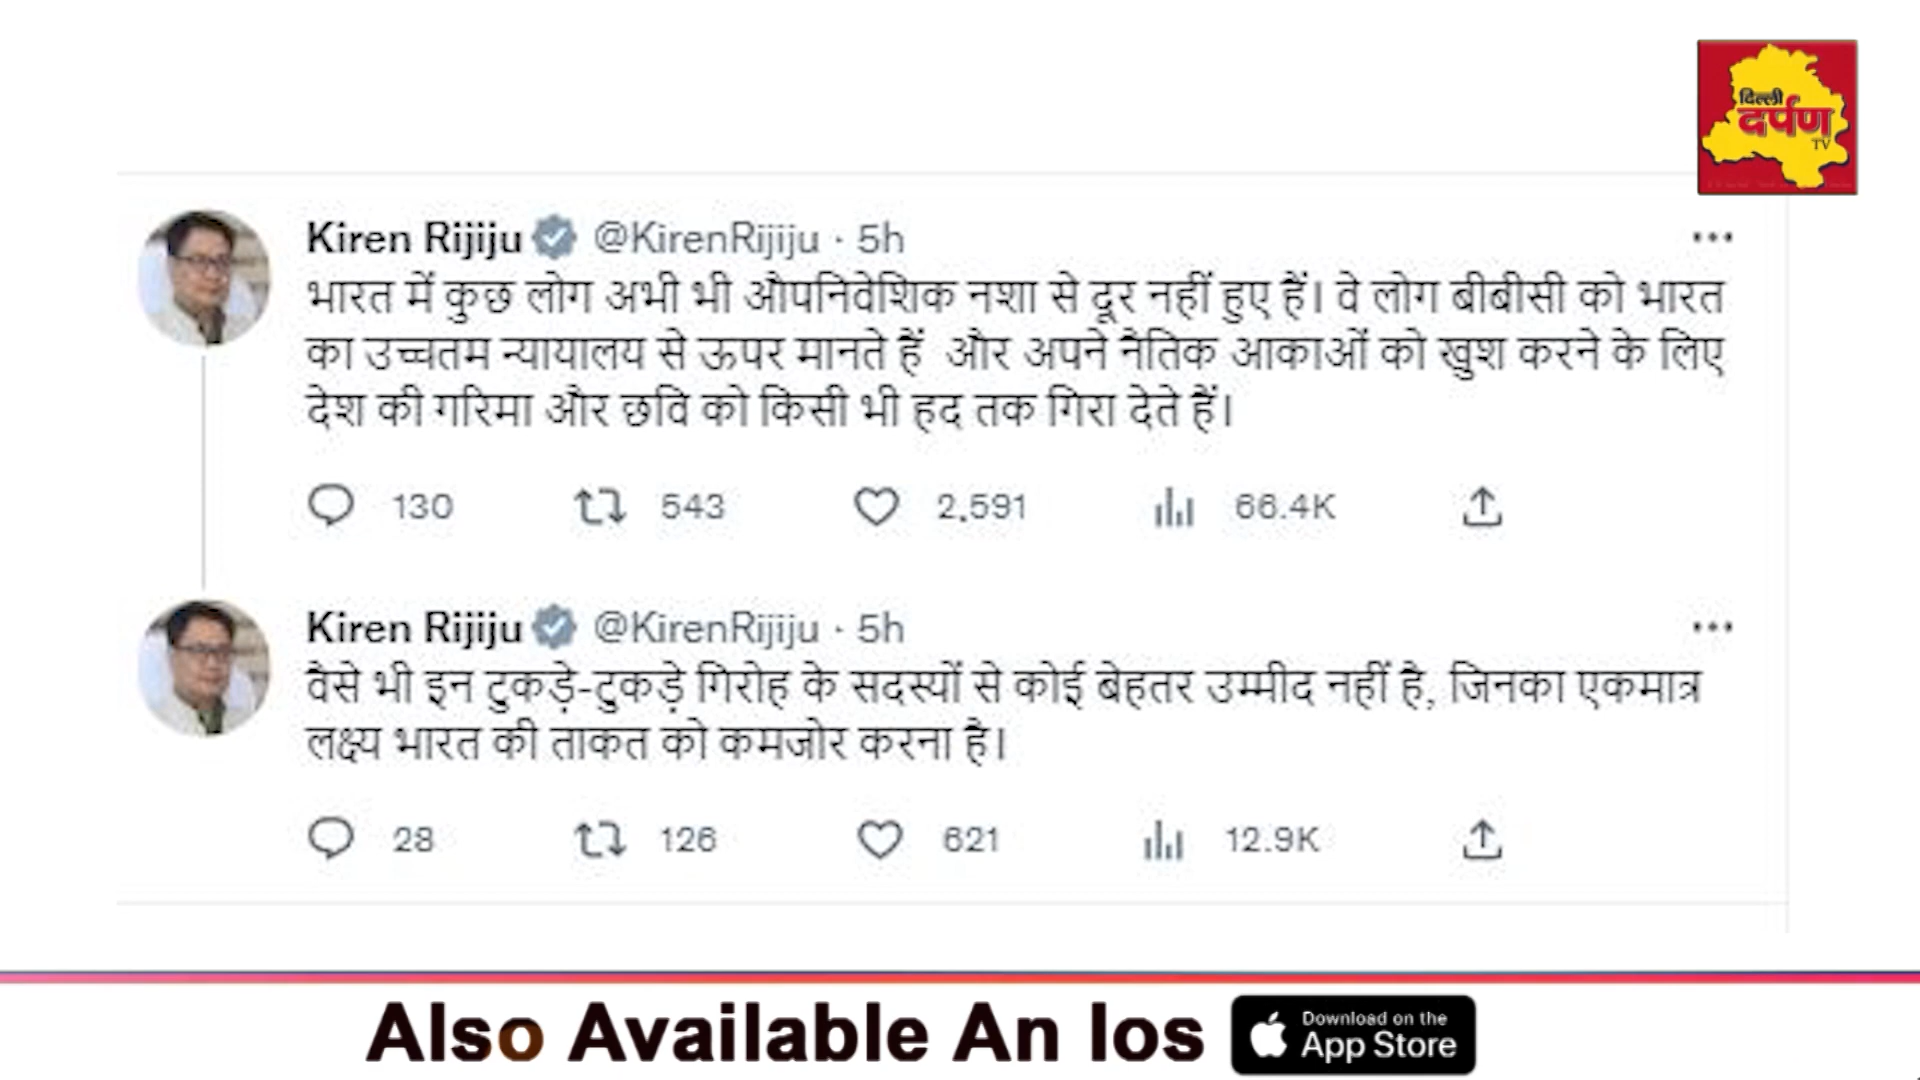 दिल्ली
दर्पण
TV
Kiren Rijiju @KirenRijiju · 5h
भारत में कुछ लोग अभी भी औपनिवेशिक नशा से दूर नहीं हुए हैं। वे लोग बीबीसी को भारत
का उच्चतम न्यायालय से ऊपर मानते हैं और अपने नैतिक आकाओं को खुश करने के लिए
देश की गरिमा और छवि को किसी भी हद तक गिरा देते हैं।
130 543 2,591 66.4K
Kiren Rijiju @KirenRijiju · 5h
वैसे भी इन टुकड़े-टुकड़े गिरोह के सदस्यों से कोई बेहतर उम्मीद नहीं है, जिनका एकमात्र
लक्ष्य भारत की ताकत को कमजोर करना है।
28 126 621 12.9K
Also Available An Ios
Download on the
App Store